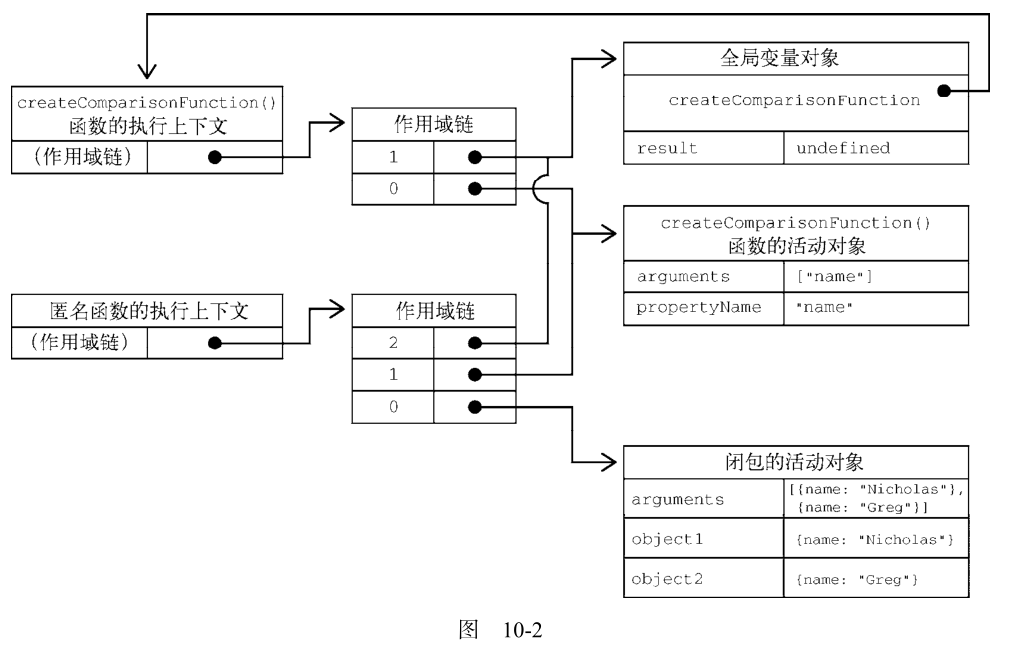 createComparisonFunction()
函数的执行上下文
(作用域链)
作用域链
1
0
全局变量对象
createComparisonFunction
result undefined
createComparisonFunction()
函数的活动对象
arguments ["name"]
propertyName "name"
匿名函数的执行上下文
(作用域链)
作用域链
2
1
0
闭包的活动对象
arguments [{name: "Nicholas"},
{name: "Greg"}]
object1 {name: "Nicholas"}
object2 {name: "Greg"}
图 10-2